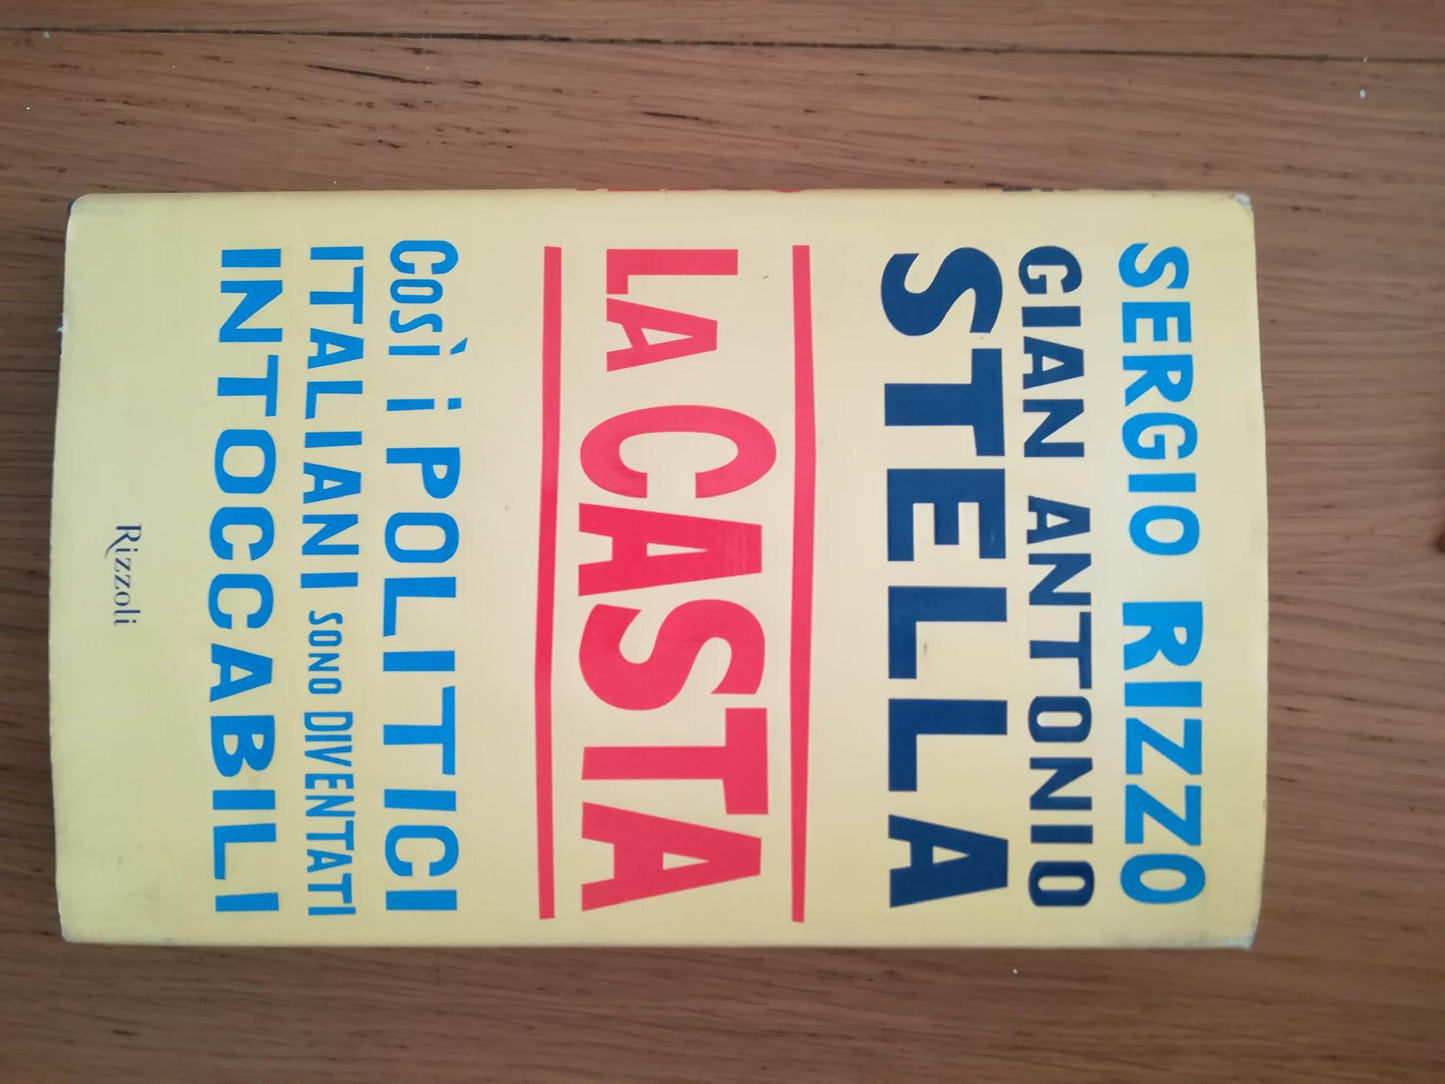 SERGIO RIZZO
GIAN ANTONIO
STELLA
LA CASTA
Così i POLITICI
ITALIANI SONO DIVENTATI
INTOCCABILI
Rizzoli